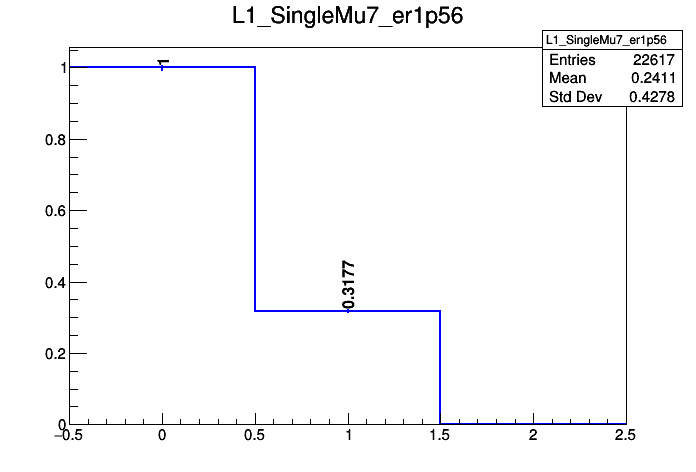 L1_SingleMu7_er1p56
L1_SingleMu7_er1p56
Entries 22617
Mean 0.2411
Std Dev 0.4278
1
0.8
0.6
0.4
0.2
0
1
0.3177
−0.5 0 0.5 1 1.5 2 2.5